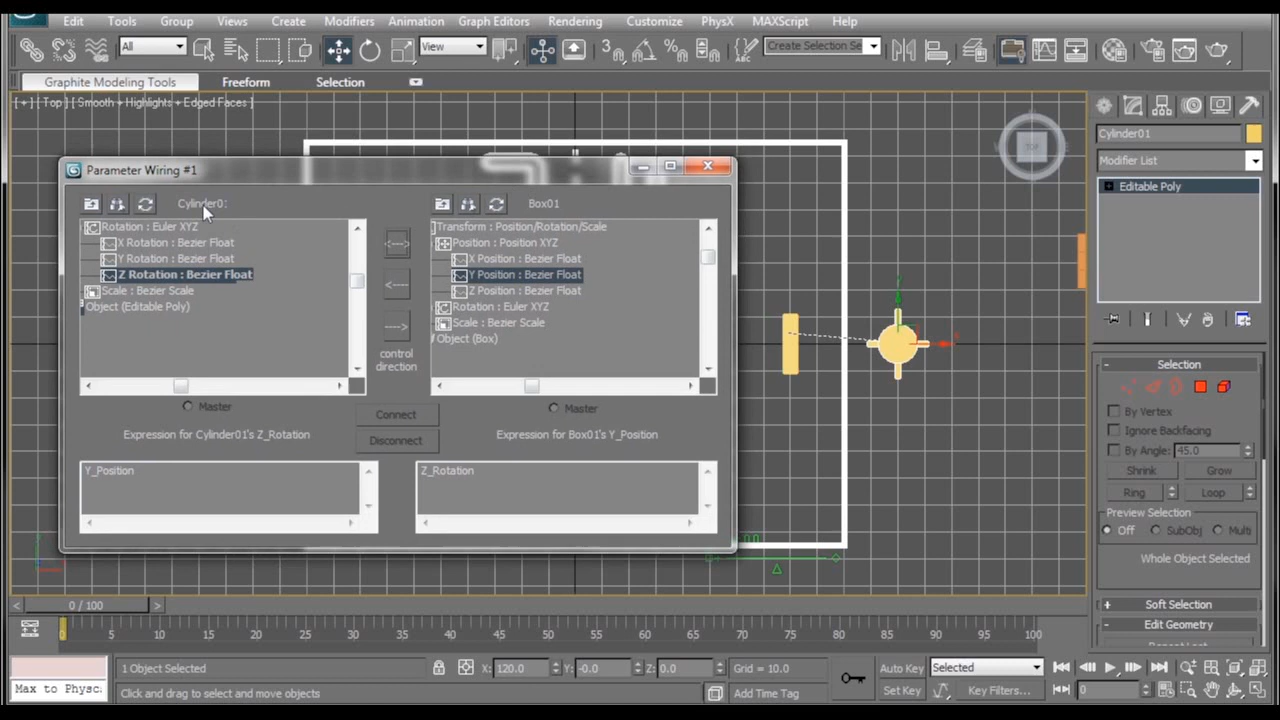 Edit Tools Group Views Create Modifiers Animation Graph Editors Rendering Customize PhysX MAXScript Help
All View 3 Create Selection Se
Graphite Modeling Tools Freeform Selection
[ + ] [ Top ] [ Smooth + Highlights + Edged Faces ]
TOP
Cylinder01
Modifier List
Editable Poly
Parameter Wiring #1
Cylinder0: Box01
Rotation : Euler XYZ
X Rotation : Bezier Float
Y Rotation : Bezier Float
Z Rotation : Bezier Float
Scale : Bezier Scale
Object (Editable Poly)
<--->
<---
--->
control
direction
Transform : Position/Rotation/Scale
Position : Position XYZ
X Position : Bezier Float
Y Position : Bezier Float
Z Position : Bezier Float
Rotation : Euler XYZ
Scale : Bezier Scale
Object (Box)
Master
Connect
Master
Disconnect
Expression for Cylinder01's Z_Rotation
Expression for Box01's Y_Position
Y_Position
Z_Rotation
Selection
By Vertex
Ignore Backfacing
By Angle: 45.0
Shrink Grow
Ring Loop
Preview Selection
Off SubObj Multi
Whole Object Selected
Soft Selection
Edit Geometry
0 / 100
0 5 10 15 20 25 30 35 40 45 50 55 60 65 70 75 80 85 90 95 100
1 Object Selected X: 120.0 Y: -0.0 Z: 0.0 Grid = 10.0 Auto Key Selected
Max to Physc Click and drag to select and move objects Add Time Tag Set Key Key Filters... 0